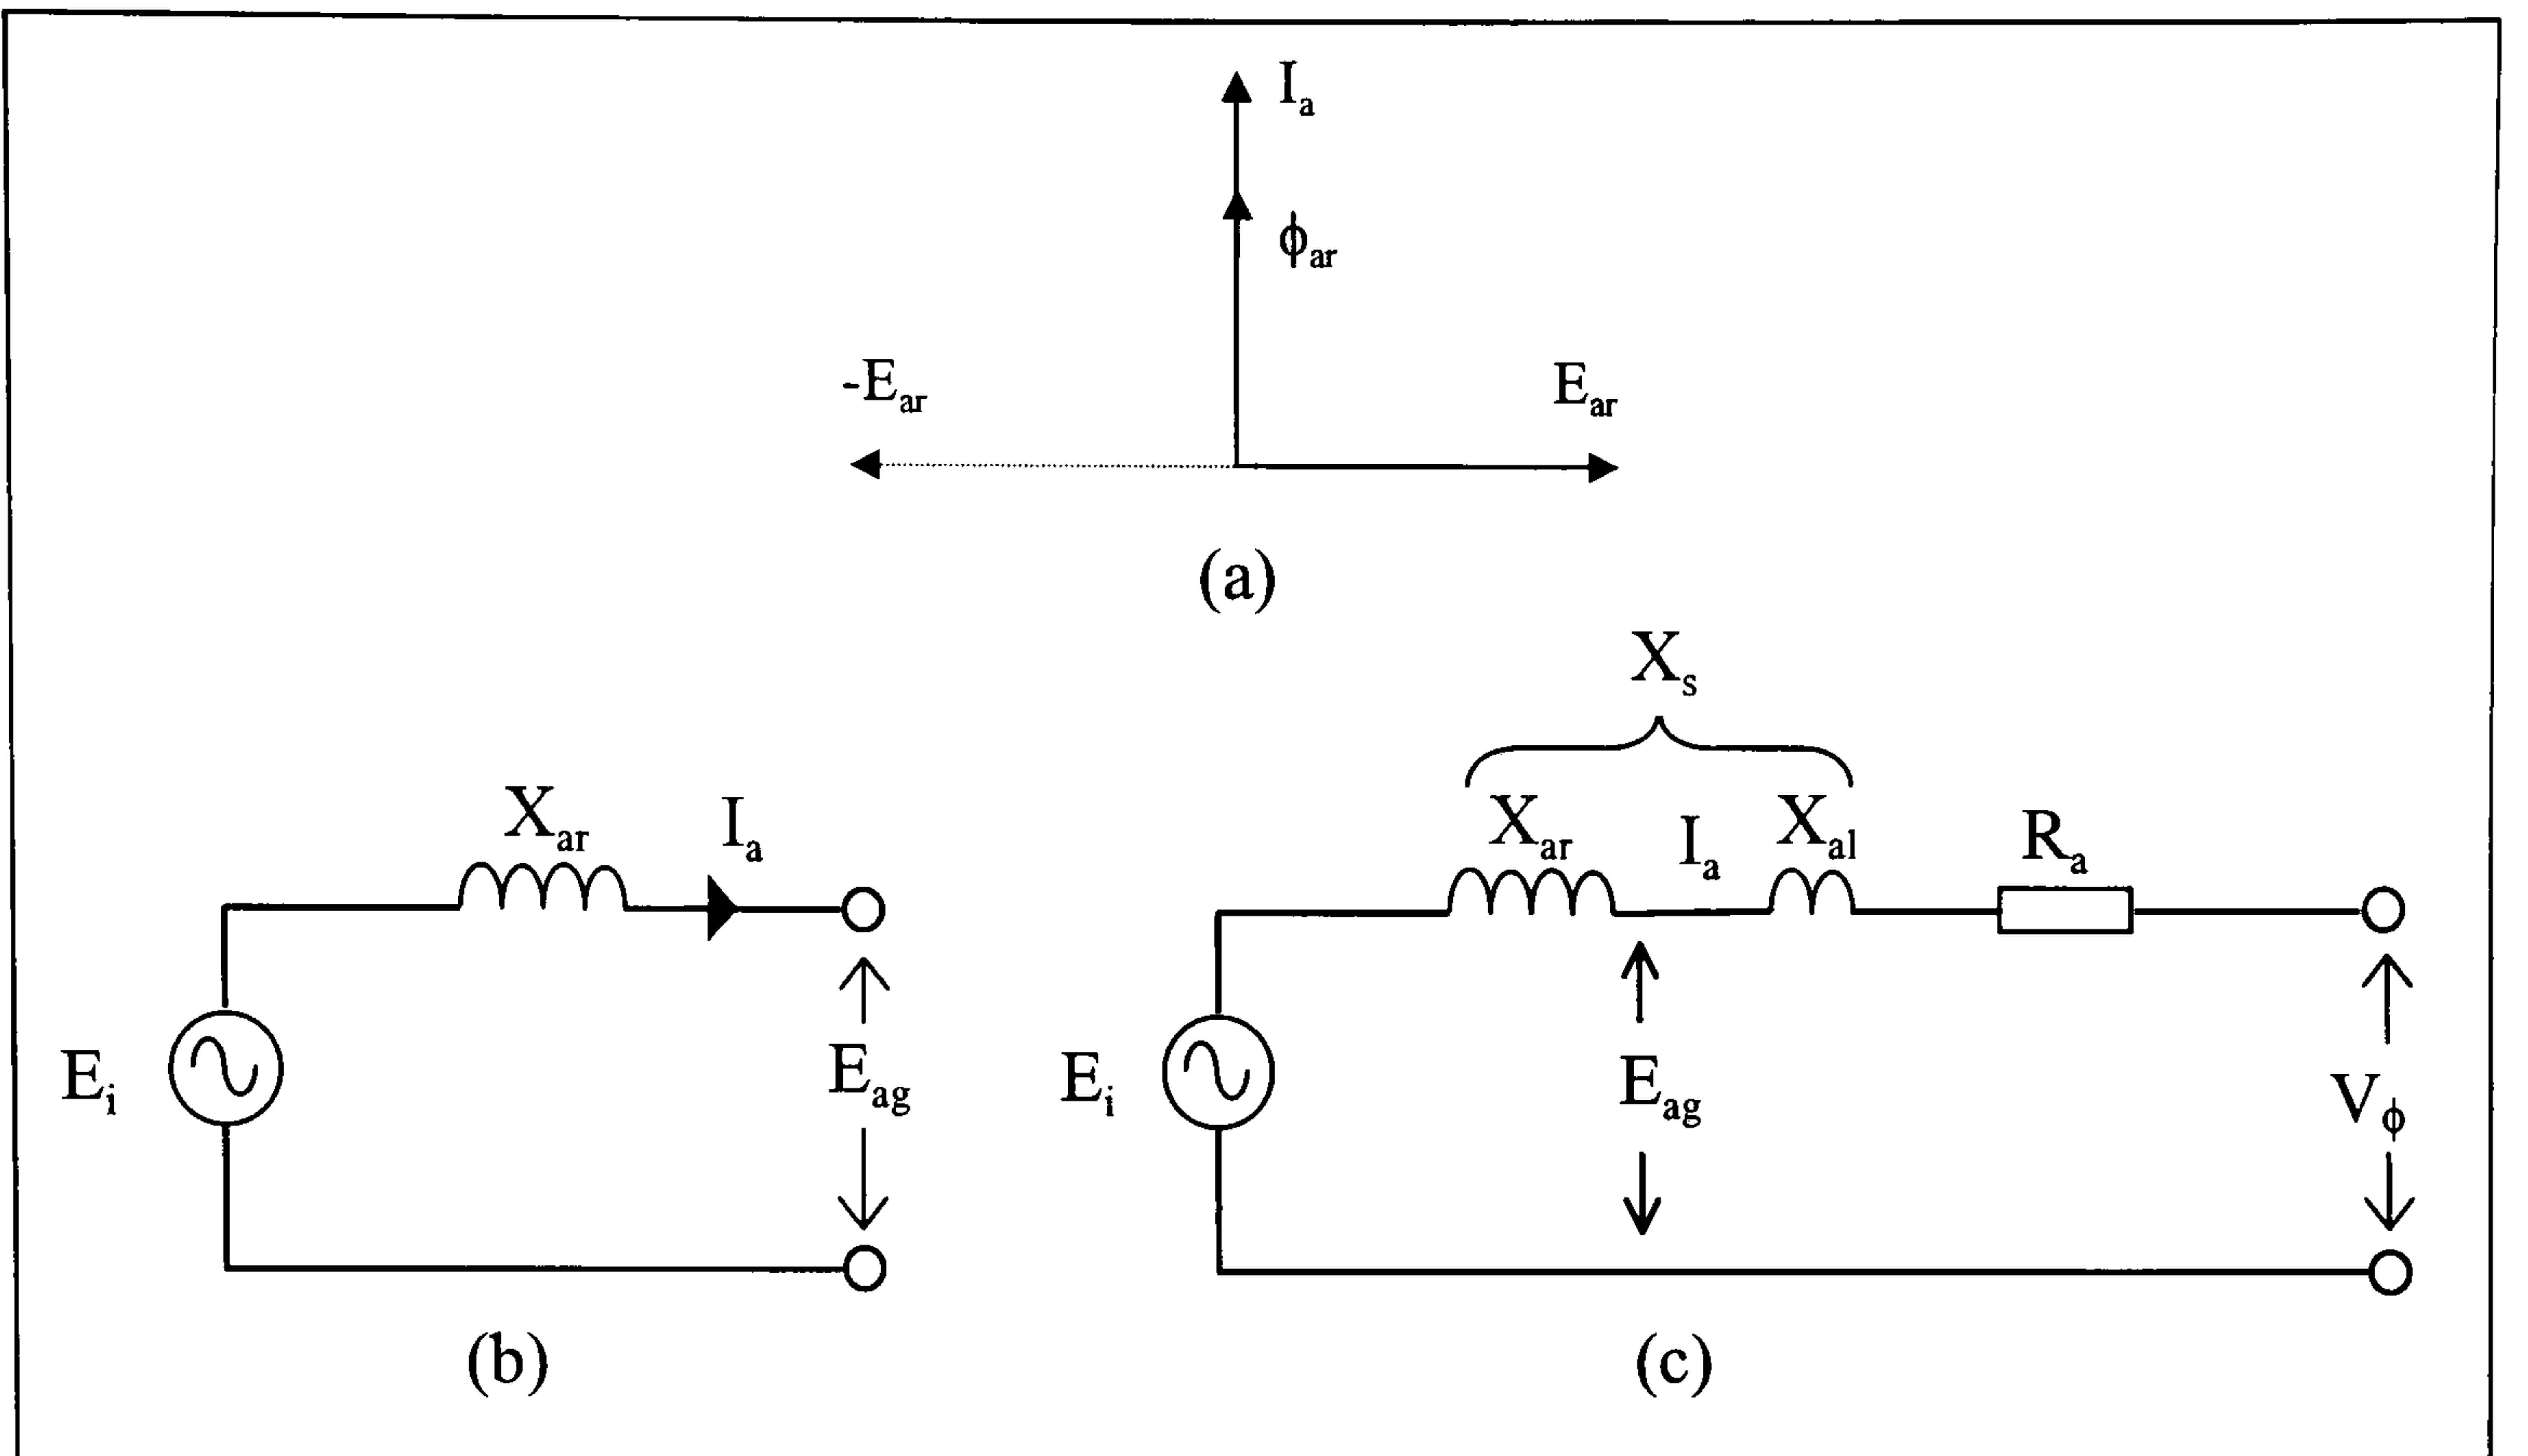 Iₐ
ϕar
-Ear Ear
(a)
Xs
Xar Ia Xar Ia Xal Ra
Ei Eag Ei Eag Vϕ
(b) (c)